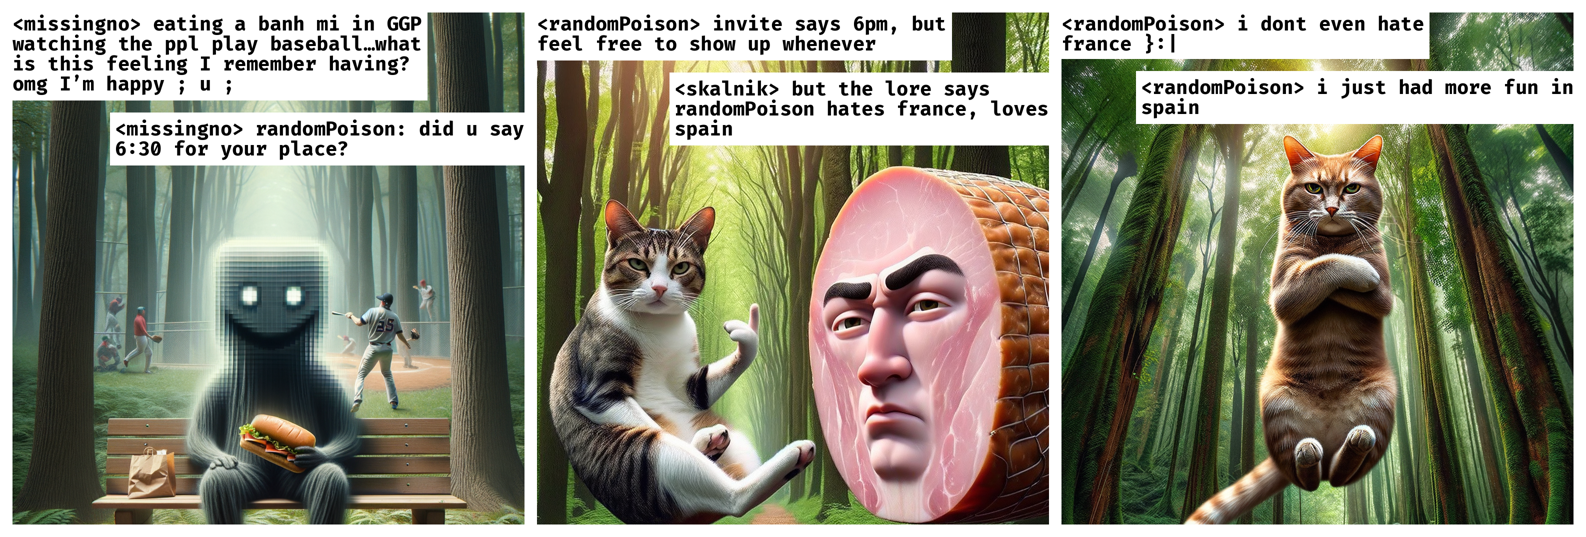 <missingno> eating a banh mi in GGP
watching the ppl play baseball…what
is this feeling I remember having?
omg I’m happy ; u ;
<missingno> randomPoison: did u say
6:30 for your place?
<randomPoison> invite says 6pm, but
feel free to show up whenever
<skalnik> but the lore says
randomPoison hates france, loves
spain
<randomPoison> i dont even hate
france }:|
<randomPoison> i just had more fun in
spain